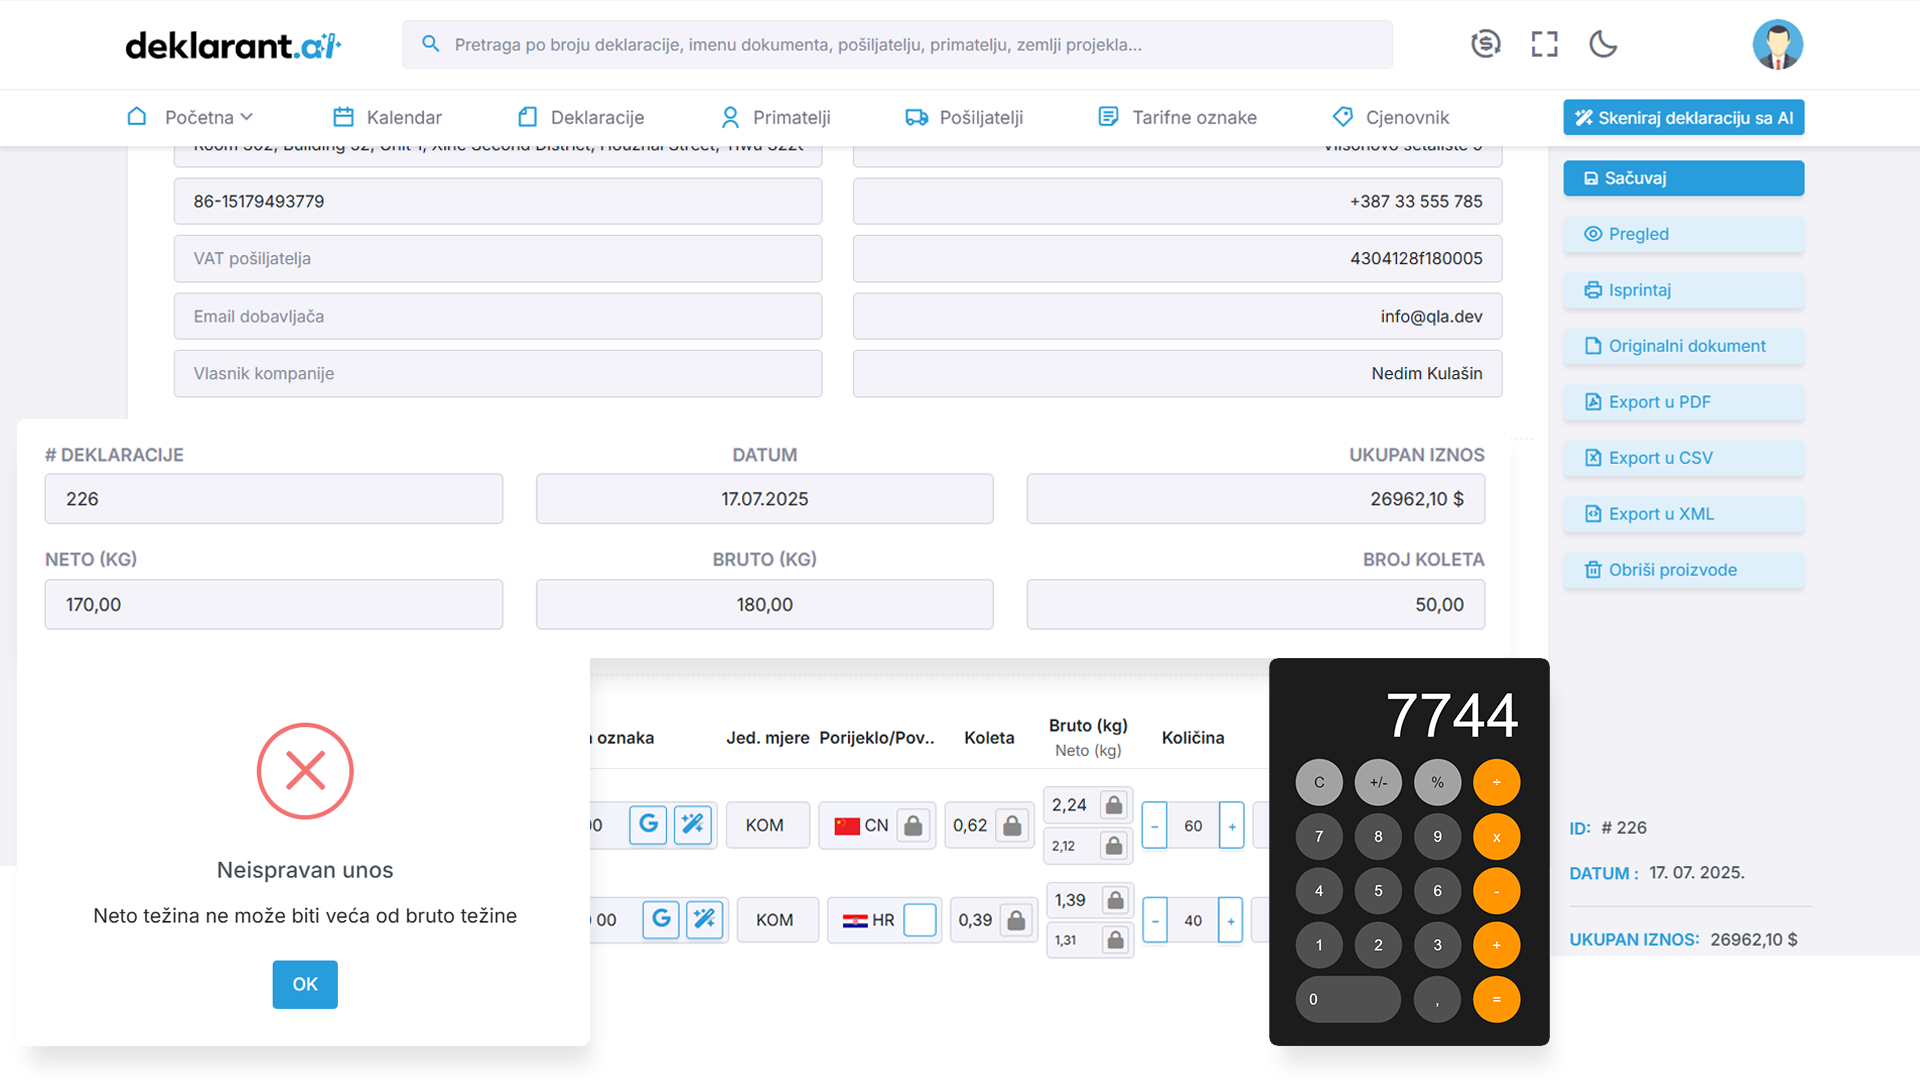 deklarant.ai
Pretraga po broju deklaracije, imenu dokumenta, pošiljatelju, primatelju, zemlji projekla...
Početna
Kalendar
Deklaracije
Primatelji
Pošiljatelji
Tarifne oznake
Cjenovnik
Skeniraj deklaraciju sa AI
86-15179493779
+387 33 555 785
VAT pošiljatelja
4304128f180005
Email dobavljača
info@qla.dev
Vlasnik kompanije
Nedim Kulašin
Sačuvaj
Pregled
Isprintaj
Originalni dokument
Export u PDF
Export u CSV
Export u XML
Obriši proizvode
# DEKLARACIJE DATUM UKUPAN IZNOS
226 17.07.2025 26962,10 $
NETO (KG) BRUTO (KG) BROJ KOLETA
170,00 180,00 50,00
Neispravan unos
Neto težina ne može biti veća od bruto težine
OK
oznaka Jed. mjere Porijeklo/Pov.. Koleta Bruto (kg) Količina
Neto (kg)
G KOM CN 0,62 2,24 - 60 +
2,12
00 G KOM HR 0,39 1,39 - 40 +
1,31
7744
C +/- % ÷
7 8 9 x
4 5 6 -
1 2 3 +
0 , =
ID: # 226
DATUM : 17. 07. 2025.
UKUPAN IZNOS: 26962,10 $